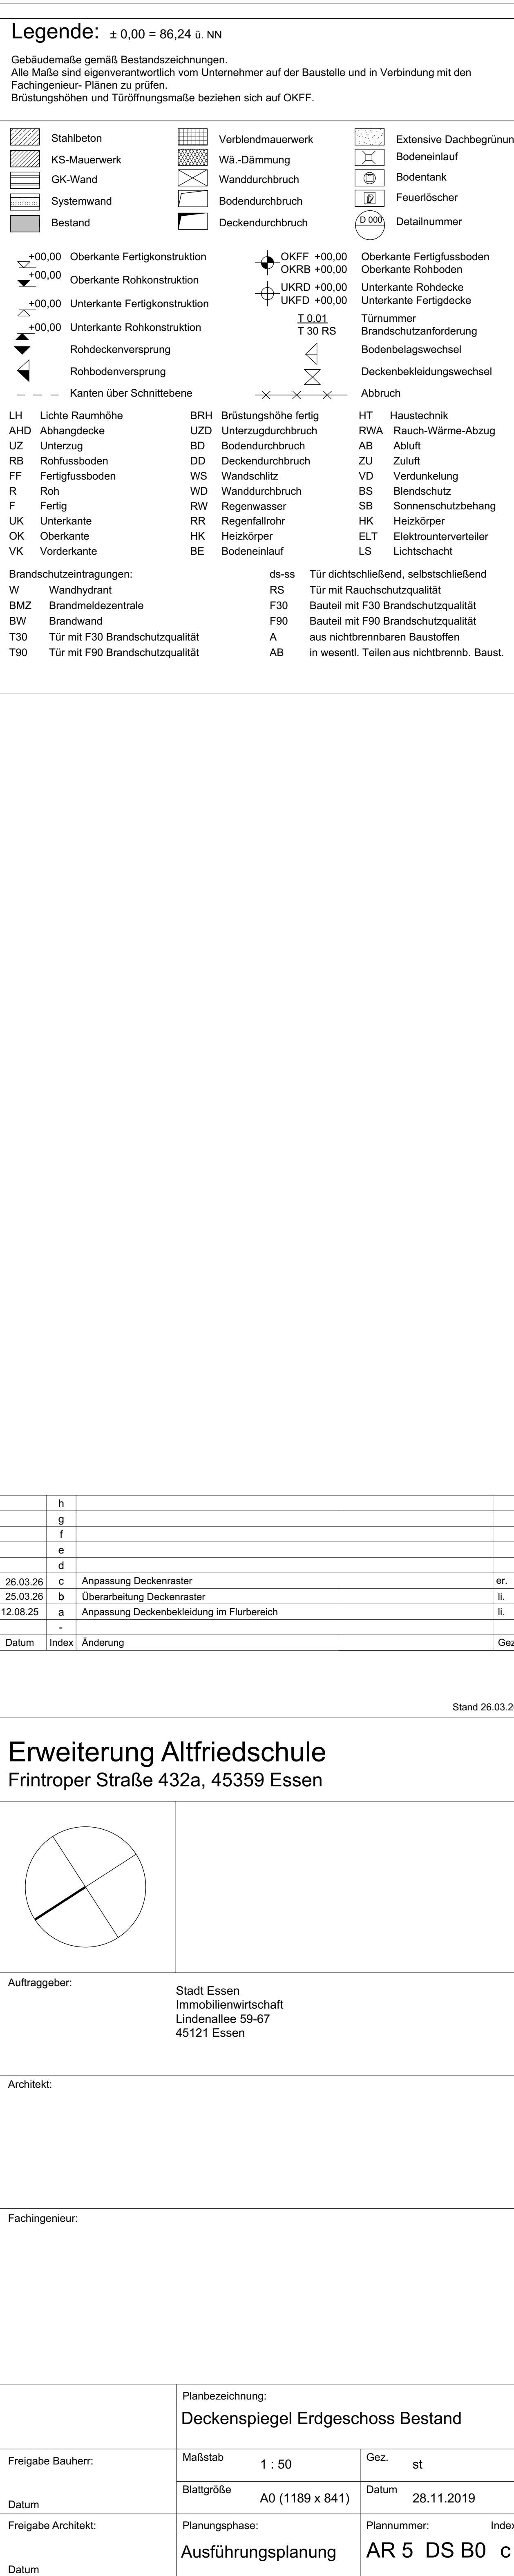 Legende: ± 0,00 = 86,24 ü. NN
Gebäudemaße gemäß Bestandszeichnungen.
Alle Maße sind eigenverantwortlich vom Unternehmer auf der Baustelle und in Verbindung mit den
Fachingenieur- Plänen zu prüfen.
Brüstungshöhen und Türöffnungsmaße beziehen sich auf OKFF.
Stahlbeton Verblendmauerwerk Extensive Dachbegrünun
KS-Mauerwerk Wä.-Dämmung Bodeneinlauf
GK-Wand Wanddurchbruch Bodentank
Systemwand Bodendurchbruch Feuerlöscher
Bestand Deckendurchbruch D 000 Detailnummer
+00,00 Oberkante Fertigkonstruktion OKFF +00,00 Oberkante Fertigfussboden
OKRB +00,00 Oberkante Rohboden
+00,00 Oberkante Rohkonstruktion UKRD +00,00 Unterkante Rohdecke
+00,00 Unterkante Fertigkonstruktion UKFD +00,00 Unterkante Fertigdecke
T 0.01 Türnummer
+00,00 Unterkante Rohkonstruktion T 30 RS Brandschutzanforderung
Rohdeckenversprung Bodenbelagswechsel
Rohbodenversprung Deckenbekleidungswechsel
Kanten über Schnittebene Abbruch
LH Lichte Raumhöhe BRH Brüstungshöhe fertig HT Haustechnik
AHD Abhangdecke UZD Unterzugdurchbruch RWA Rauch-Wärme-Abzug
UZ Unterzug BD Bodendurchbruch AB Abluft
RB Rohfussboden DD Deckendurchbruch ZU Zuluft
FF Fertigfussboden WS Wandschlitz VD Verdunkelung
R Roh WD Wanddurchbruch BS Blendschutz
F Fertig RW Regenwasser SB Sonnenschutzbehang
UK Unterkante RR Regenfallrohr HK Heizkörper
OK Oberkante HK Heizkörper ELT Elektrounterverteiler
VK Vorderkante BE Bodeneinlauf LS Lichtschacht
Brandschutzeintragungen: ds-ss Tür dichtschließend, selbstschließend
W Wandhydrant RS Tür mit Rauchschutzqualität
BMZ Brandmeldezentrale F30 Bauteil mit F30 Brandschutzqualität
BW Brandwand F90 Bauteil mit F90 Brandschutzqualität
T30 Tür mit F30 Brandschutzqualität A aus nichtbrennbaren Baustoffen
T90 Tür mit F90 Brandschutzqualität AB in wesentl. Teilen aus nichtbrennb. Baust.
h
g
f
e
d
26.03.26 c Anpassung Deckenraster er.
25.03.26 b Überarbeitung Deckenraster li.
12.08.25 a Anpassung Deckenbekleidung im Flurbereich li.
-
Datum Index Änderung Gez
Stand 26.03.2
Erweiterung Altfriedschule
Frintroper Straße 432a, 45359 Essen
Auftraggeber:
Stadt Essen
Immobilienwirtschaft
Lindenallee 59-67
45121 Essen
Architekt:
Fachingenieur:
Planbezeichnung:
Deckenspiegel Erdgeschoss Bestand
Freigabe Bauherr: Maßstab 1 : 50 Gez. st
Datum Blattgröße A0 (1189 x 841) Datum 28.11.2019
Freigabe Architekt: Planungsphase: Plannummer: Index
Ausführungsplanung AR 5 DS B0 c
Datum